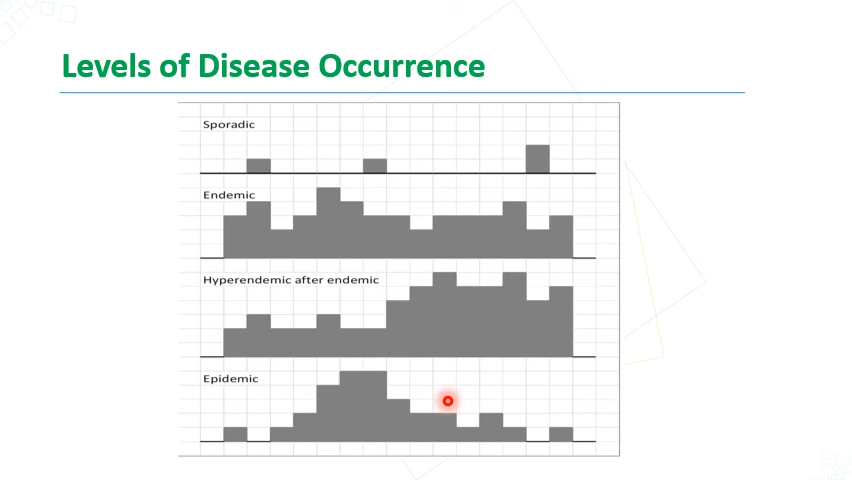 Levels of Disease Occurrence
Sporadic
Endemic
Hyperendemic after endemic
Epidemic